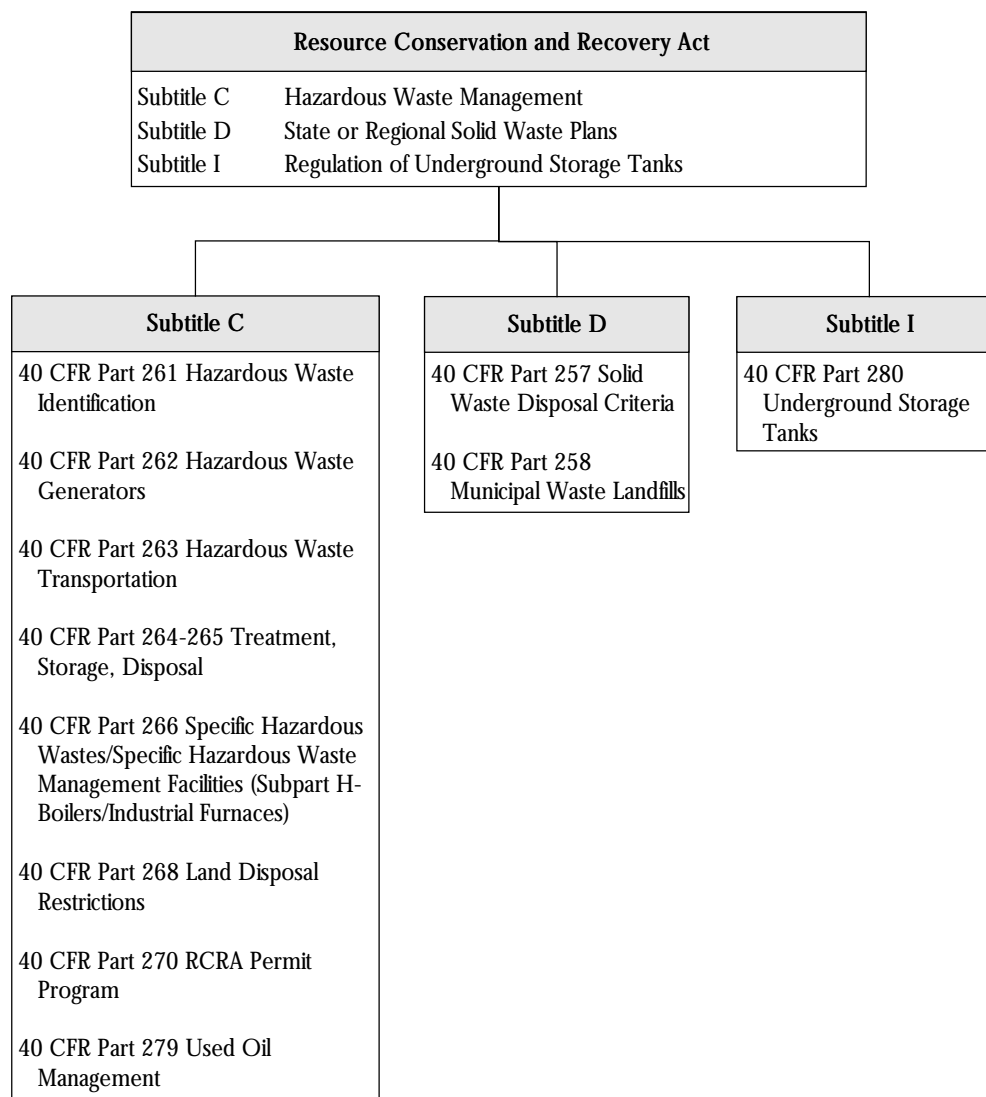 Resource Conservation and Recovery Act
Subtitle C Hazardous Waste Management
Subtitle D State or Regional Solid Waste Plans
Subtitle I Regulation of Underground Storage Tanks
Subtitle C
40 CFR Part 261 Hazardous Waste
Identification
40 CFR Part 262 Hazardous Waste
Generators
40 CFR Part 263 Hazardous Waste
Transportation
40 CFR Part 264-265 Treatment,
Storage, Disposal
40 CFR Part 266 Specific Hazardous
Wastes/Specific Hazardous Waste
Management Facilities (Subpart H-
Boilers/Industrial Furnaces)
40 CFR Part 268 Land Disposal
Restrictions
40 CFR Part 270 RCRA Permit
Program
40 CFR Part 279 Used Oil
Management
Subtitle D
40 CFR Part 257 Solid
Waste Disposal Criteria
40 CFR Part 258
Municipal Waste Landfills
Subtitle I
40 CFR Part 280
Underground Storage
Tanks